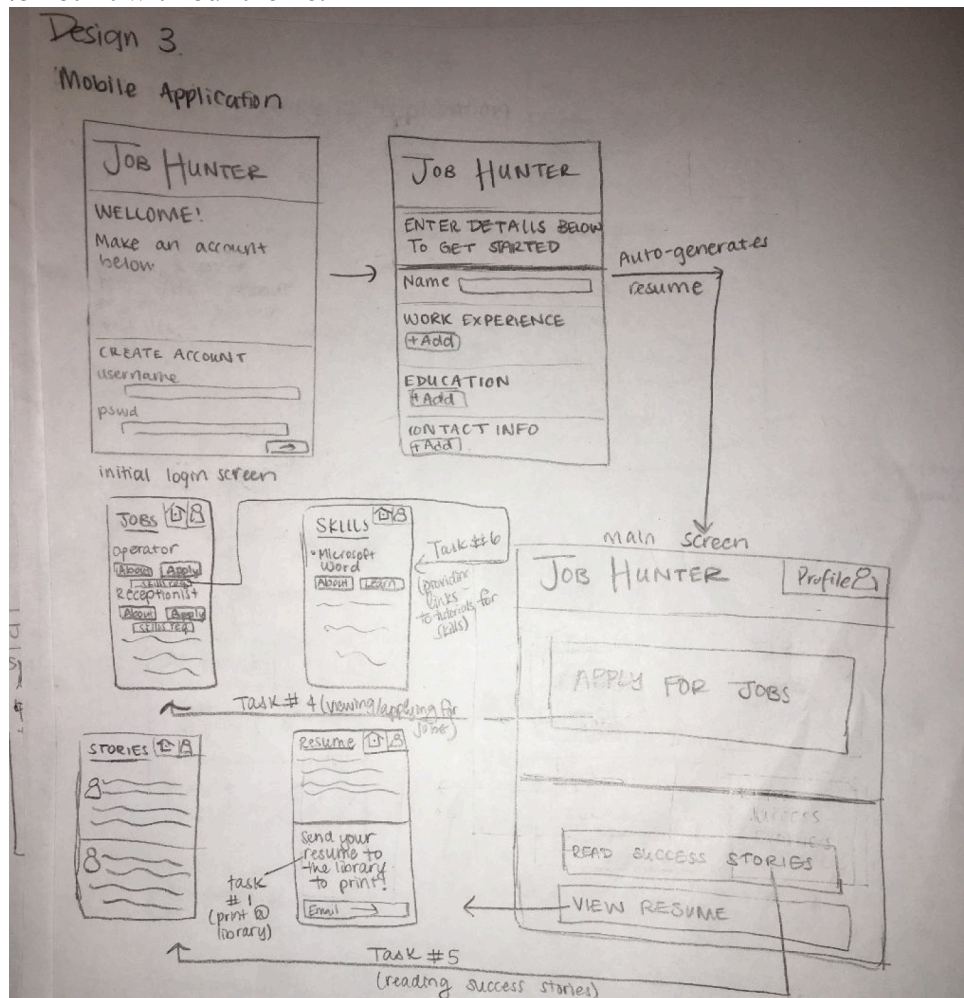 Design 3.
Mobile Application
JOB HUNTER
WELCOME!
Make an account
below
CREATE ACCOUNT
username
pswd
initial login screen
JOB HUNTER
ENTER DETAILS BELOW
TO GET STARTED
Name
WORK EXPERIENCE
+Add
EDUCATION
+Add
CONTACT INFO
+Add
Auto-generates
resume
main screen
JOB HUNTER
Profile
APPLY FOR JOBS
READ SUCCESS STORIES
VIEW RESUME
JOBS
operator
About Apply
skill req
Receptionist
About Apply
skills req
SKILLS
Microsoft
Word
About Learn
Task #6
(providing
links
to tutorials for
skills)
Task #4 (viewing/applying for
jobs)
STORIES
Resume
Send your
resume to
the library
to print!
Email
task
#1
(print @
library)
Task #5
(reading success stories)